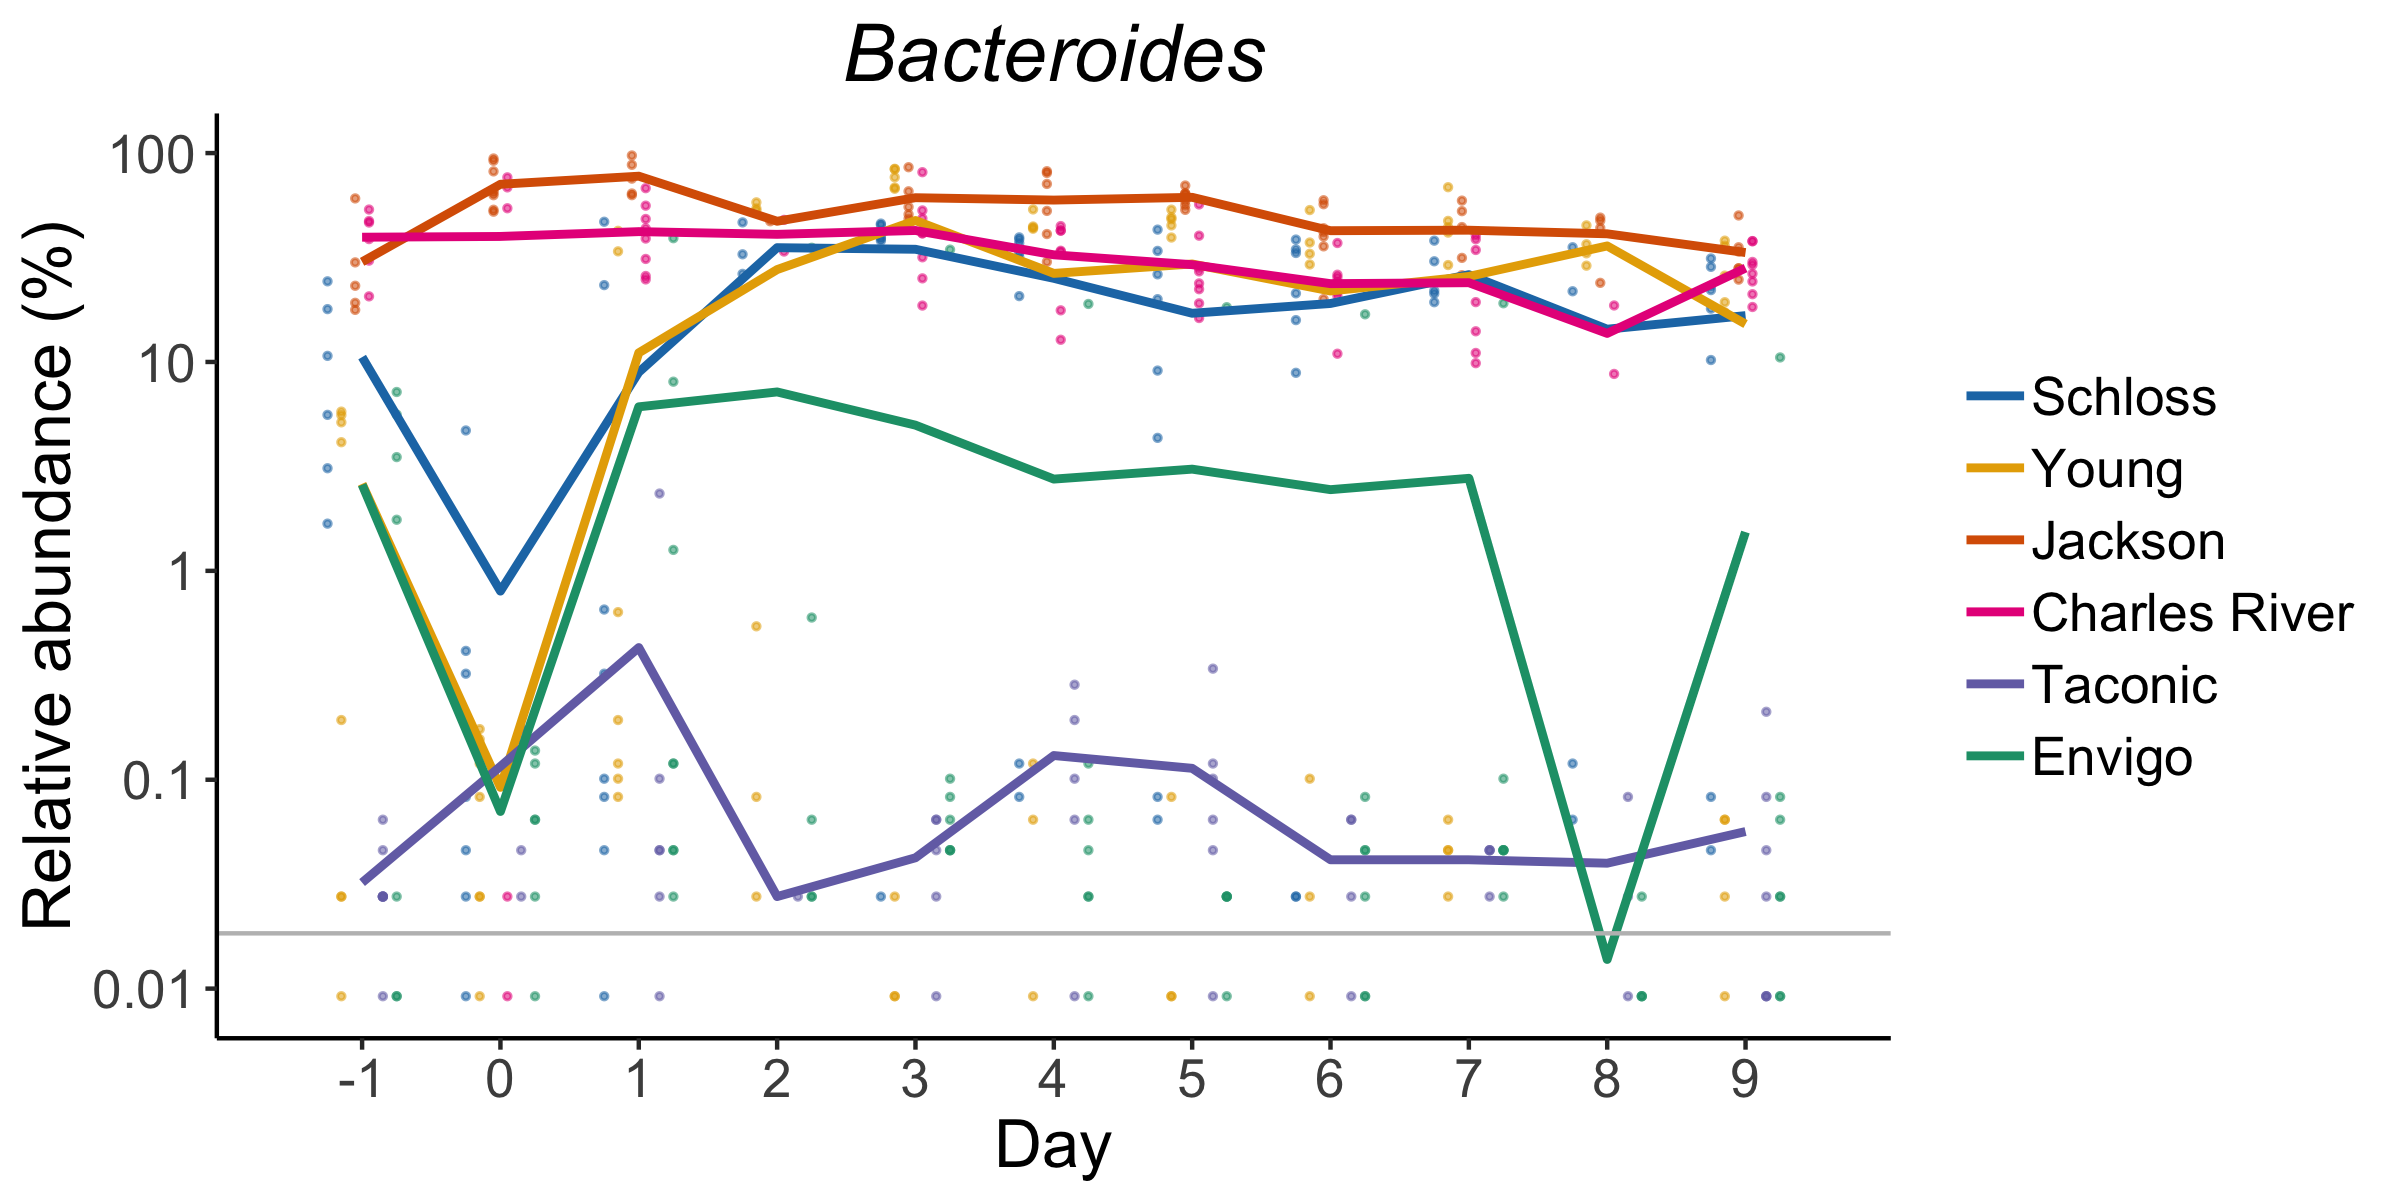 Bacteroides
Relative abundance (%)
100
10
1
0.1
0.01
-1 0 1 2 3 4 5 6 7 8 9
Day
Schloss
Young
Jackson
Charles River
Taconic
Envigo